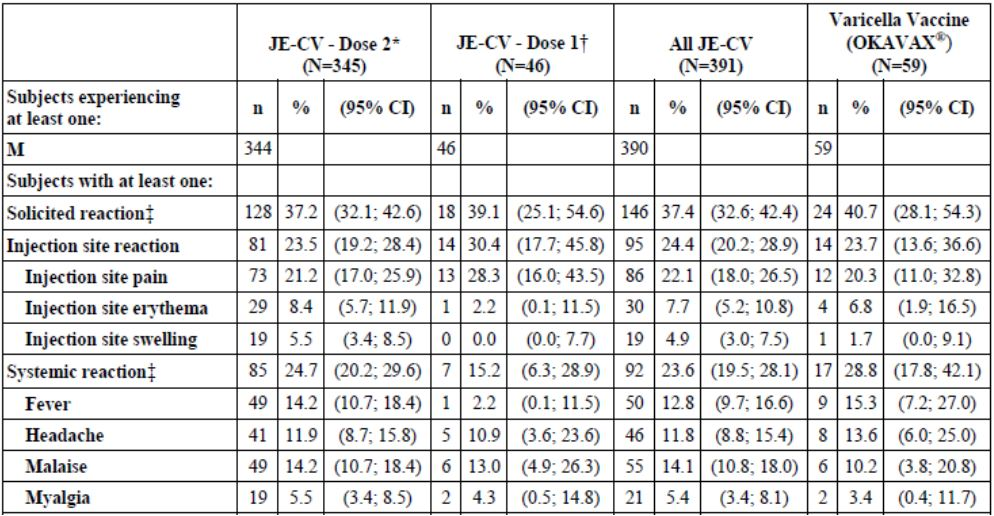 JE-CV - Dose 2* (N=345) JE-CV - Dose 1† (N=46) All JE-CV (N=391) Varicella Vaccine (OKAVAX®) (N=59)
Subjects experiencing at least one: n % (95% CI) n % (95% CI) n % (95% CI) n % (95% CI)
M 344 46 390 59
Subjects with at least one:
Solicited reaction‡ 128 37.2 (32.1; 42.6) 18 39.1 (25.1; 54.6) 146 37.4 (32.6; 42.4) 24 40.7 (28.1; 54.3)
Injection site reaction 81 23.5 (19.2; 28.4) 14 30.4 (17.7; 45.8) 95 24.4 (20.2; 28.9) 14 23.7 (13.6; 36.6)
Injection site pain 73 21.2 (17.0; 25.9) 13 28.3 (16.0; 43.5) 86 22.1 (18.0; 26.5) 12 20.3 (11.0; 32.8)
Injection site erythema 29 8.4 (5.7; 11.9) 1 2.2 (0.1; 11.5) 30 7.7 (5.2; 10.8) 4 6.8 (1.9; 16.5)
Injection site swelling 19 5.5 (3.4; 8.5) 0 0.0 (0.0; 7.7) 19 4.9 (3.0; 7.5) 1 1.7 (0.0; 9.1)
Systemic reaction‡ 85 24.7 (20.2; 29.6) 7 15.2 (6.3; 28.9) 92 23.6 (19.5; 28.1) 17 28.8 (17.8; 42.1)
Fever 49 14.2 (10.7; 18.4) 1 2.2 (0.1; 11.5) 50 12.8 (9.7; 16.6) 9 15.3 (7.2; 27.0)
Headache 41 11.9 (8.7; 15.8) 5 10.9 (3.6; 23.6) 46 11.8 (8.8; 15.4) 8 13.6 (6.0; 25.0)
Malaise 49 14.2 (10.7; 18.4) 6 13.0 (4.9; 26.3) 55 14.1 (10.8; 18.0) 6 10.2 (3.8; 20.8)
Myalgia 19 5.5 (3.4; 8.5) 2 4.3 (0.5; 14.8) 21 5.4 (3.4; 8.1) 2 3.4 (0.4; 11.7)